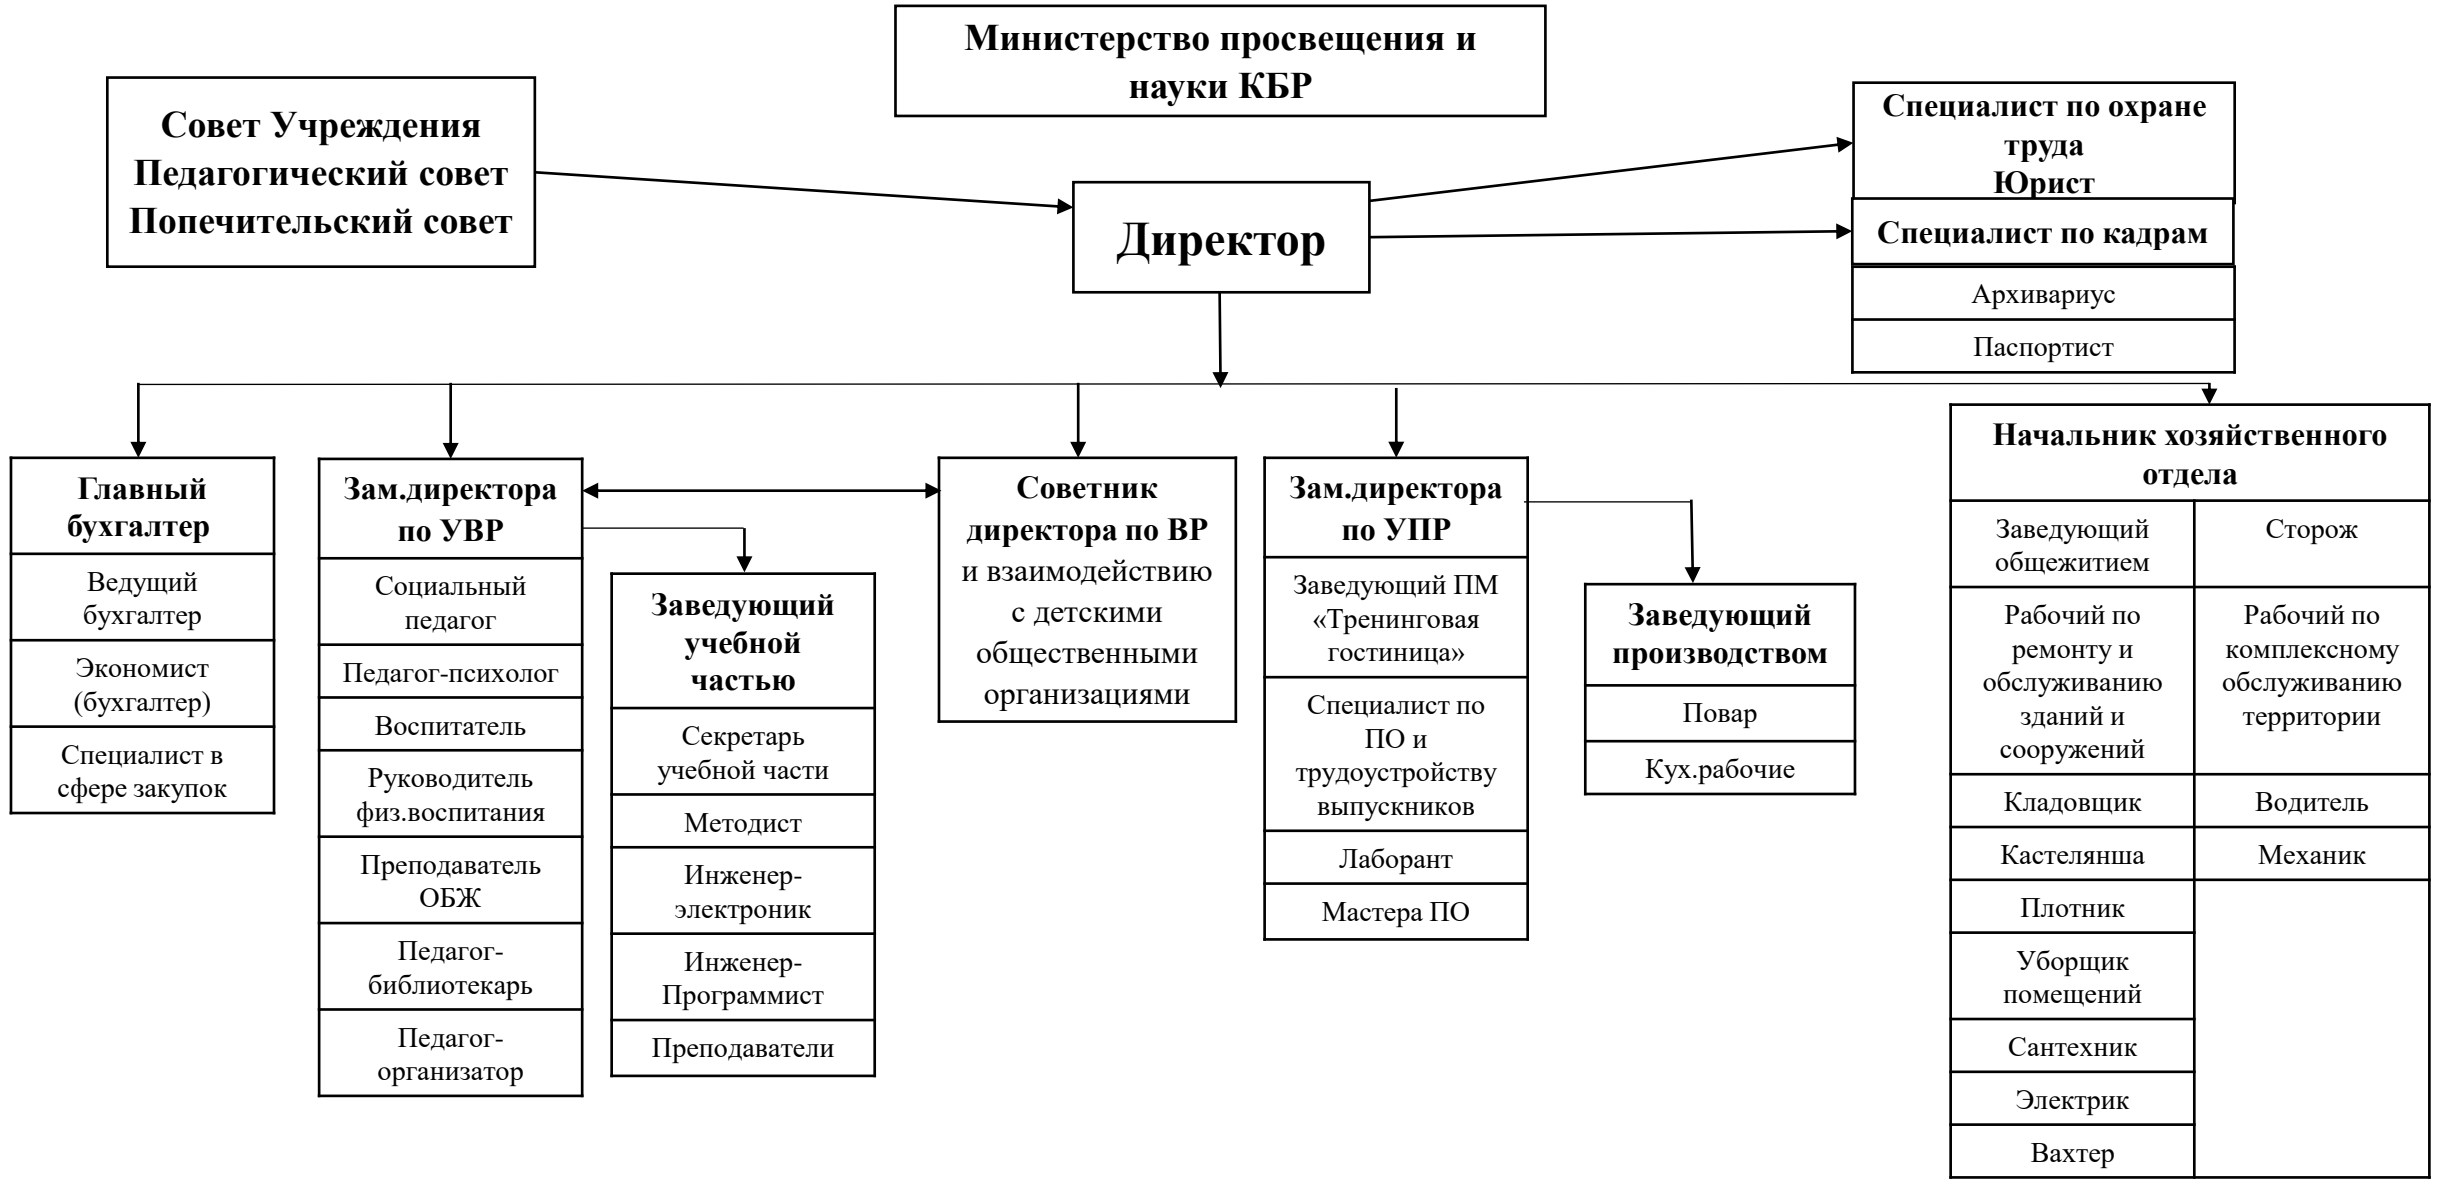 Министерство просвещения и
науки КБР
Совет Учреждения
Педагогический совет
Попечительский совет
Директор
Специалист по охране
труда
Юрист
Специалист по кадрам
Архивариус
Паспортист
Главный
бухгалтер
Ведущий
бухгалтер
Экономист
(бухгалтер)
Специалист в
сфере закупок
Зам.директора
по УВР
Социальный
педагог
Педагог-психолог
Воспитатель
Руководитель
физ.воспитания
Преподаватель
ОБЖ
Педагог-
библиотекарь
Педагог-
организатор
Заведующий
учебной
частью
Секретарь
учебной части
Методист
Инженер-
электроник
Инженер-
Программист
Преподаватели
Советник
директора по ВР
и взаимодействию
с детскими
общественными
организациями
Зам.директора
по УПР
Заведующий ПМ
«Тренинговая
гостиница»
Специалист по
ПО и
трудоустройству
выпускников
Лаборант
Мастера ПО
Заведующий
производством
Повар
Кух.рабочие
Начальник хозяйственного
отдела
Заведующий
общежитием
Сторож
Рабочий по
ремонту и
обслуживанию
зданий и
сооружений
Рабочий по
комплексному
обслуживанию
территории
Кладовщик
Водитель
Кастелянша
Механик
Плотник
Уборщик
помещений
Сантехник
Электрик
Вахтер